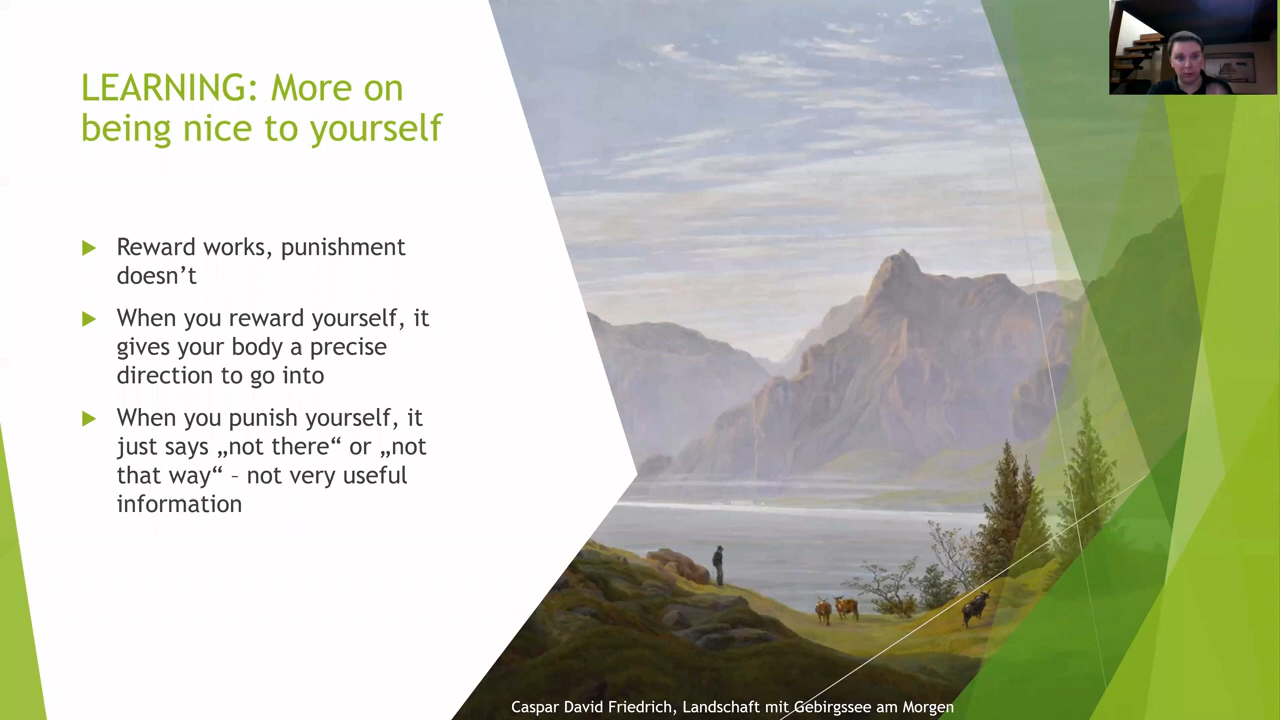 LEARNING: More on
being nice to yourself
Reward works, punishment
doesn’t
When you reward yourself, it
gives your body a precise
direction to go into
When you punish yourself, it
just says „not there“ or „not
that way“ – not very useful
information
Caspar David Friedrich, Landschaft mit Gebirgssee am Morgen